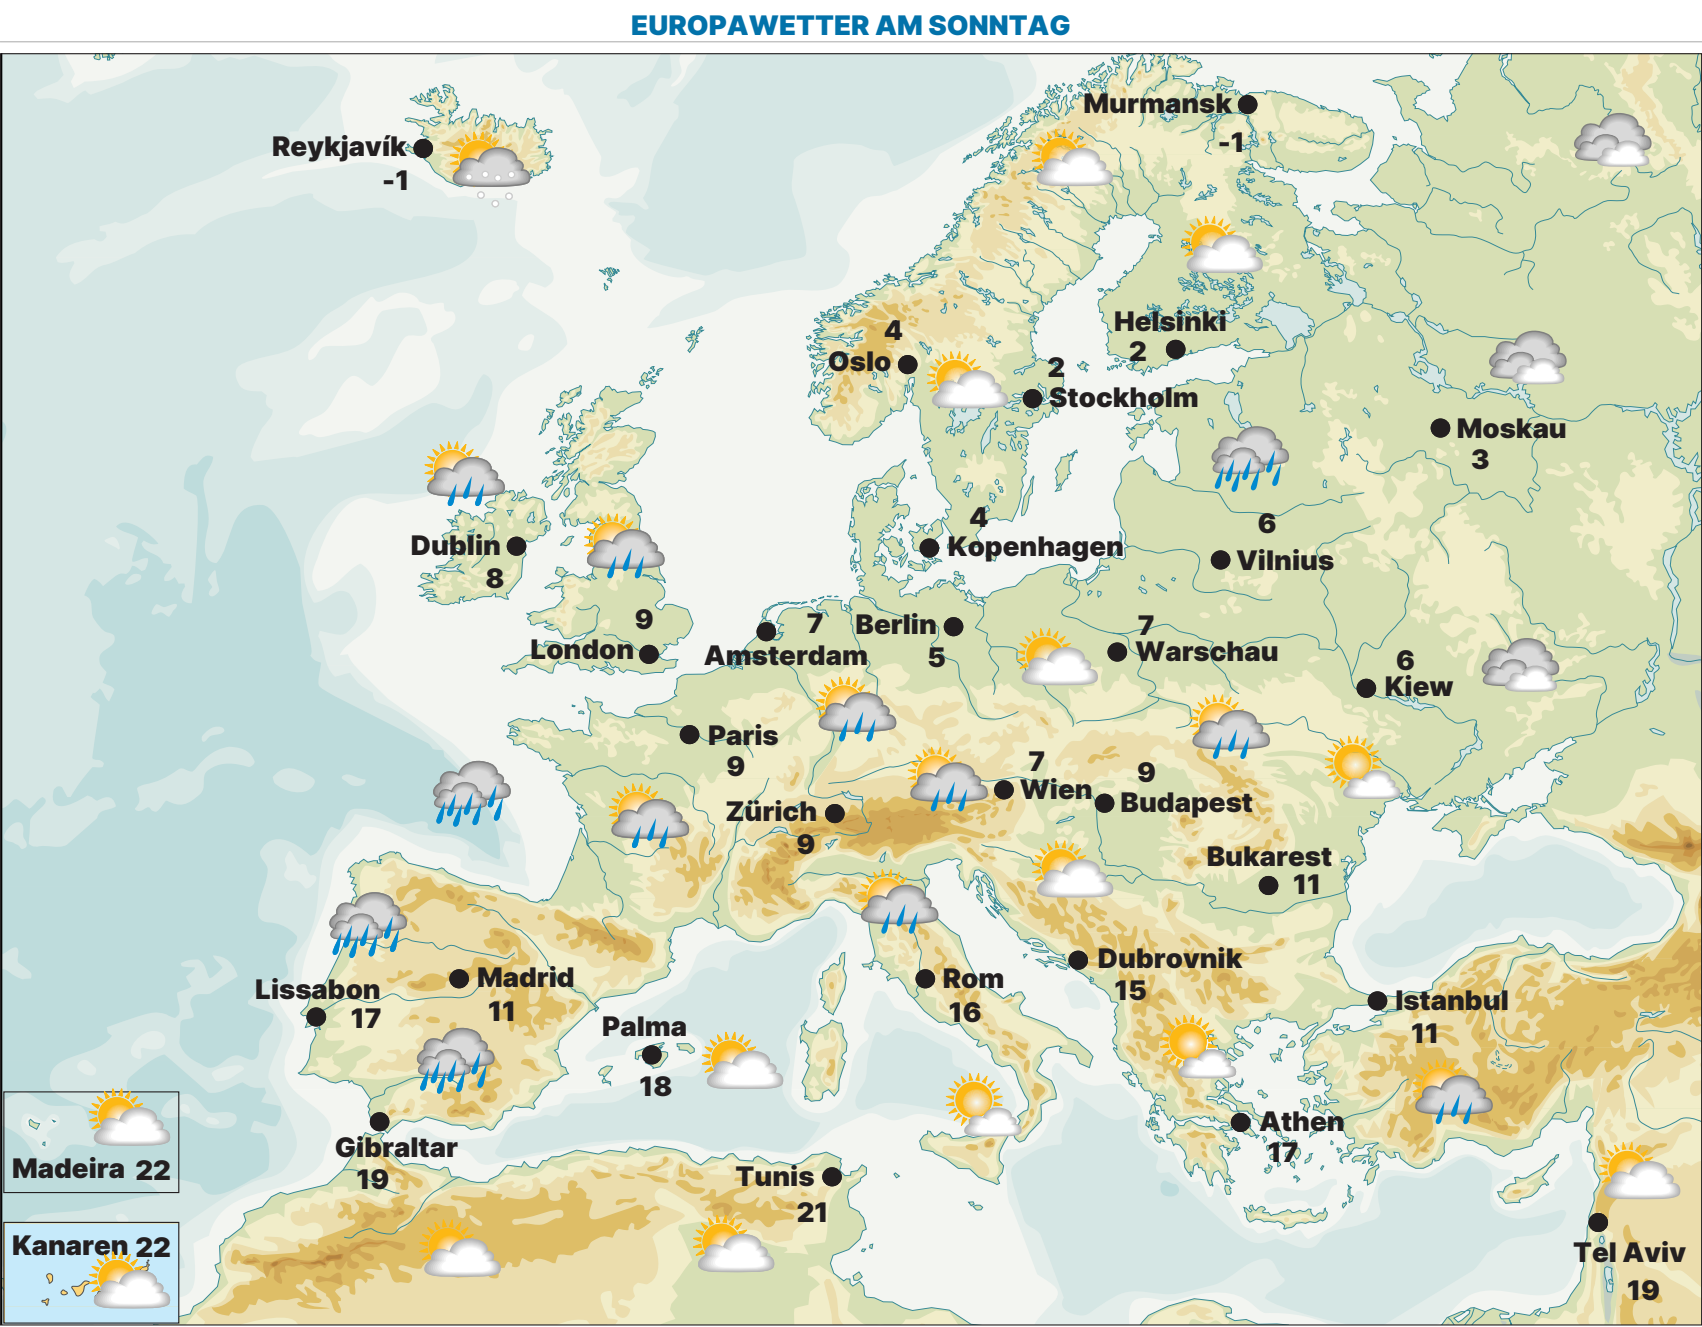 EUROPAWETTER AM SONNTAG
Murmansk
-1
Reykjavík
-1
Helsinki
2
4
Oslo
2
Stockholm
Moskau
3
4
Kopenhagen
6
Vilnius
Dublin
8
9
London
7
Amsterdam
Berlin
5
7
Warschau
6
Kiew
Paris
9
7
Wien
9
Budapest
Zürich
9
Bukarest
11
Dubrovnik
15
Lissabon
17
Madrid
11
Rom
16
Istanbul
11
Palma
18
Athen
17
Gibraltar
19
Madeira 22
Tunis
21
Kanaren 22
Tel Aviv
19